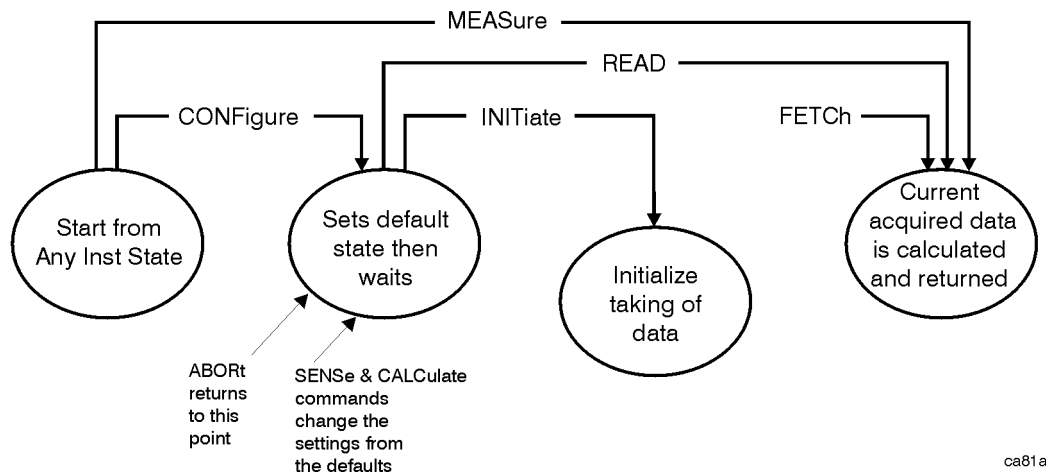 MEASure
READ
CONFigure
INITiate
FETCh
Start from
Any Inst State
Sets default
state then
waits
Initialize
taking of
data
Current
acquired data
is calculated
and returned
ABORt
returns
to this
point
SENSe & CALCulate
commands
change the
settings from
the defaults
ca81a